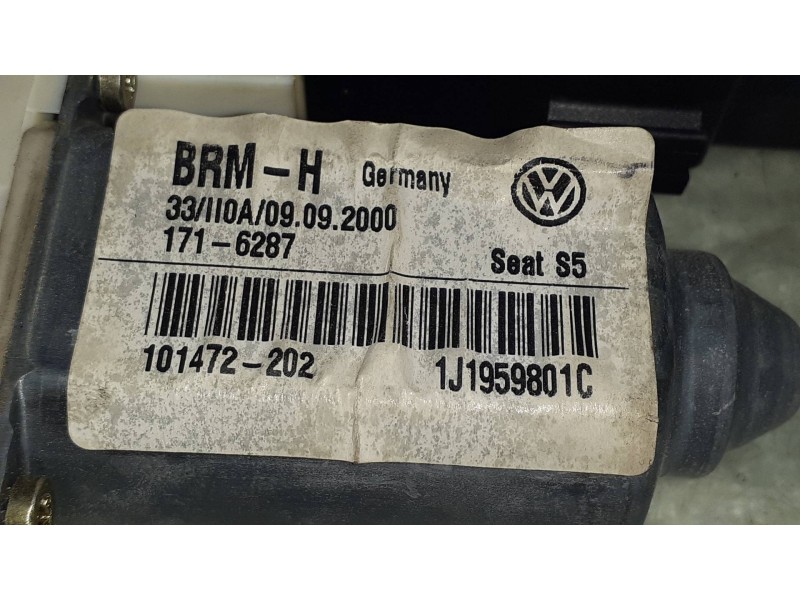 BRM-H Germany
33/110A/09.09.2000
171-6287 Seat S5
101472-202 1J1959801C